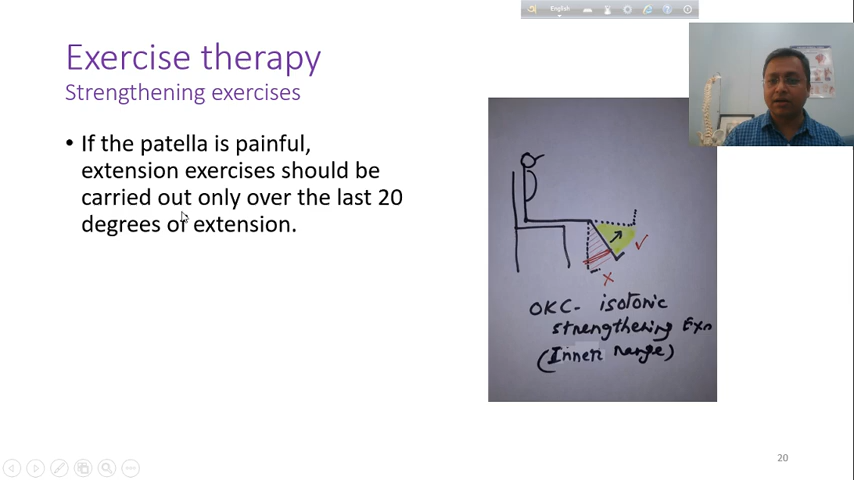 English
Exercise therapy
Strengthening exercises
• If the patella is painful,
extension exercises should be
carried out only over the last 20
degrees of extension.
OKC- isotonic
strengthening Exn
(Inner range)
20